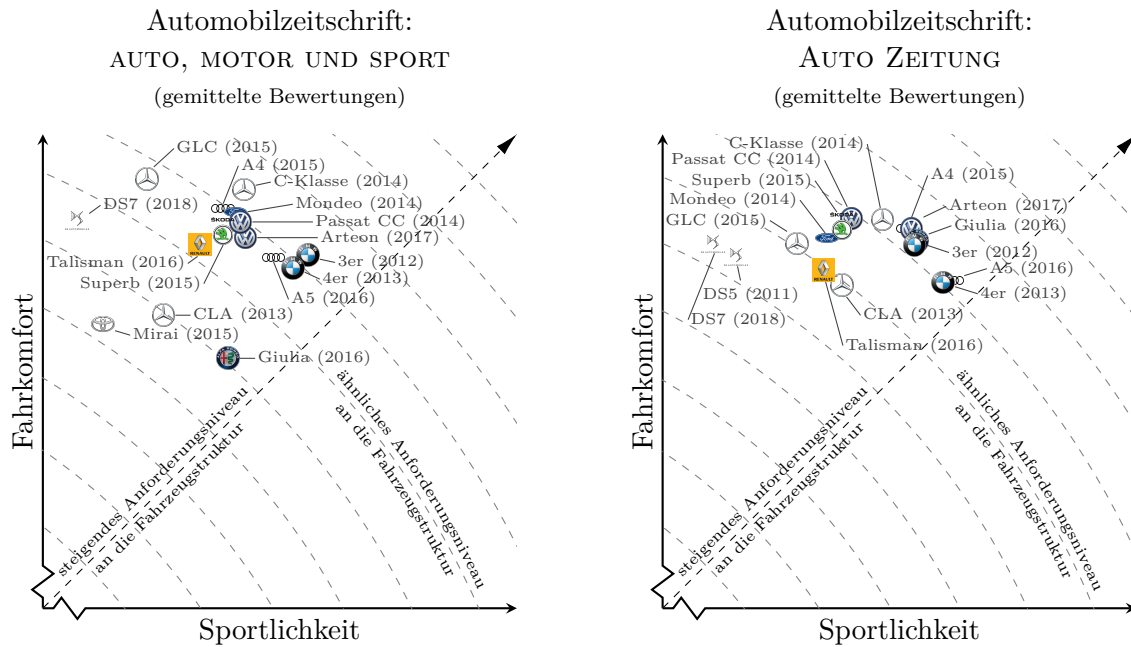 Automobilzeitschrift:
AUTO, MOTOR UND SPORT
(gemittelte Bewertungen)
GLC (2015)
A4 (2015)
C-Klasse (2014)
DS7 (2018)
Mondeo (2014)
ŠKODA
Passat CC (2014)
Arteon (2017)
RENAULT
Talisman (2016)
3er (2012)
Superb (2015)
4er (2013)
A5 (2016)
CLA (2013)
Mirai (2015)
Giulia (2016)
steigendes Anforderungsniveau
an die Fahrzeugstruktur
ähnliches Anforderungsniveau
an die Fahrzeugstruktur
Fahrkomfort
Sportlichkeit
Automobilzeitschrift:
AUTO ZEITUNG
(gemittelte Bewertungen)
C-Klasse (2014)
Passat CC (2014)
A4 (2015)
Superb (2015)
Mondeo (2014)
ŠKODA
Arteon (2017)
GLC (2015)
Ford
Giulia (2016)
3er (2012)
RENAULT
A5 (2016)
DS5 (2011)
4er (2013)
DS7 (2018)
CLA (2013)
Talisman (2016)
steigendes Anforderungsniveau
an die Fahrzeugstruktur
ähnliches Anforderungsniveau
an die Fahrzeugstruktur
Fahrkomfort
Sportlichkeit